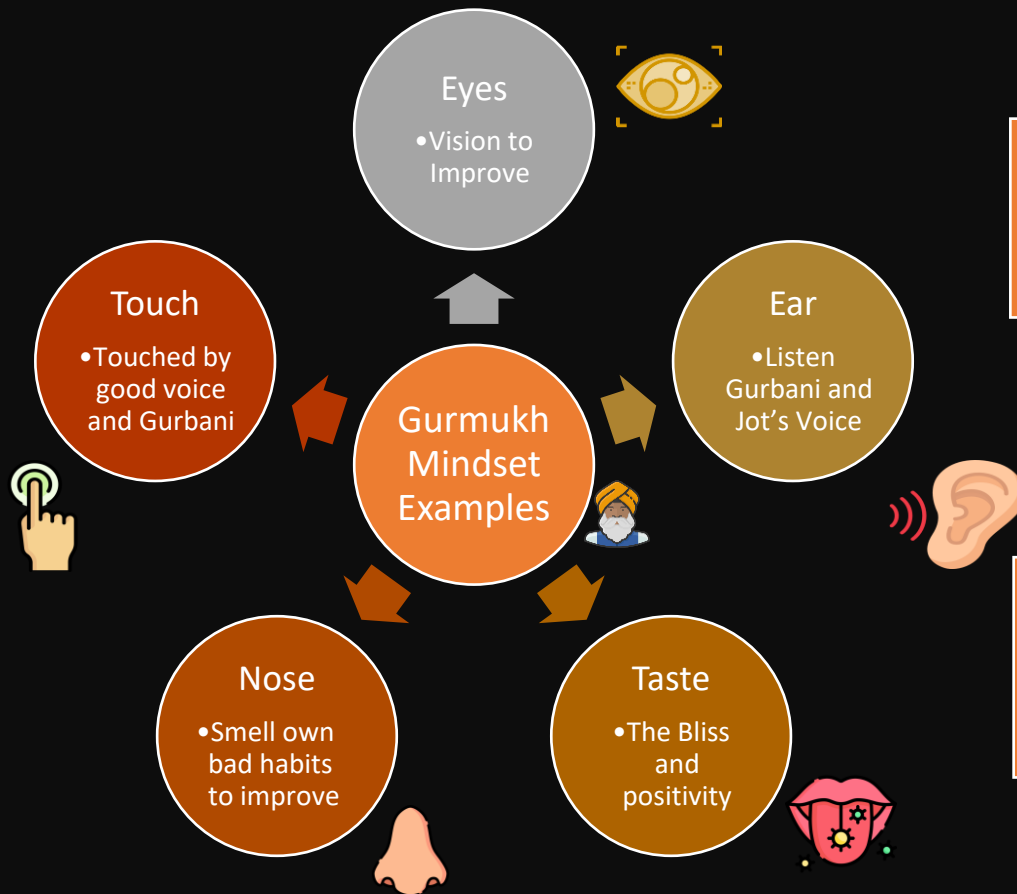 Eyes
•Vision to
Improve
Touch
•Touched by
good voice
and Gurbani
Ear
•Listen
Gurbani and
Jot's Voice
Gurmukh
Mindset
Examples
Nose
•Smell own
bad habits
to improve
Taste
•The Bliss
and
positivity